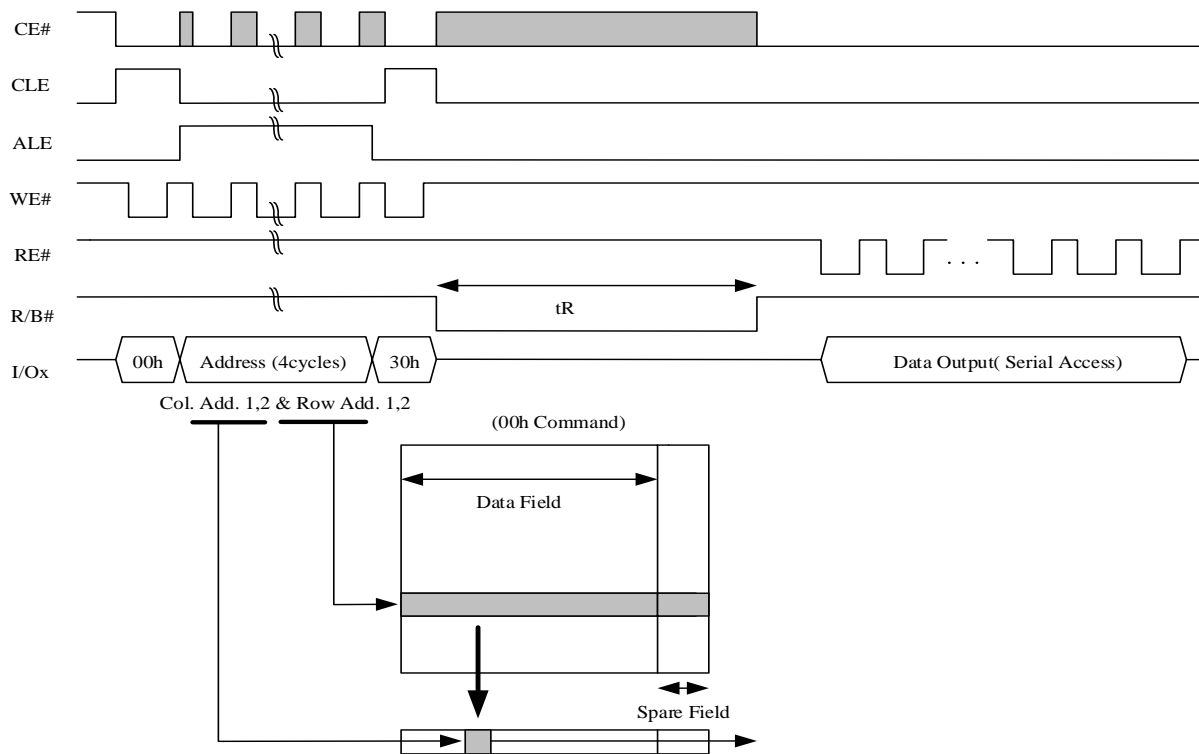 CE#
CLE
ALE
WE#
RE#
. . .
R/B#
tR
I/Ox
00h
Address (4cycles)
30h
Data Output( Serial Access)
Col. Add. 1,2 & Row Add. 1,2
(00h Command)
Data Field
Spare Field